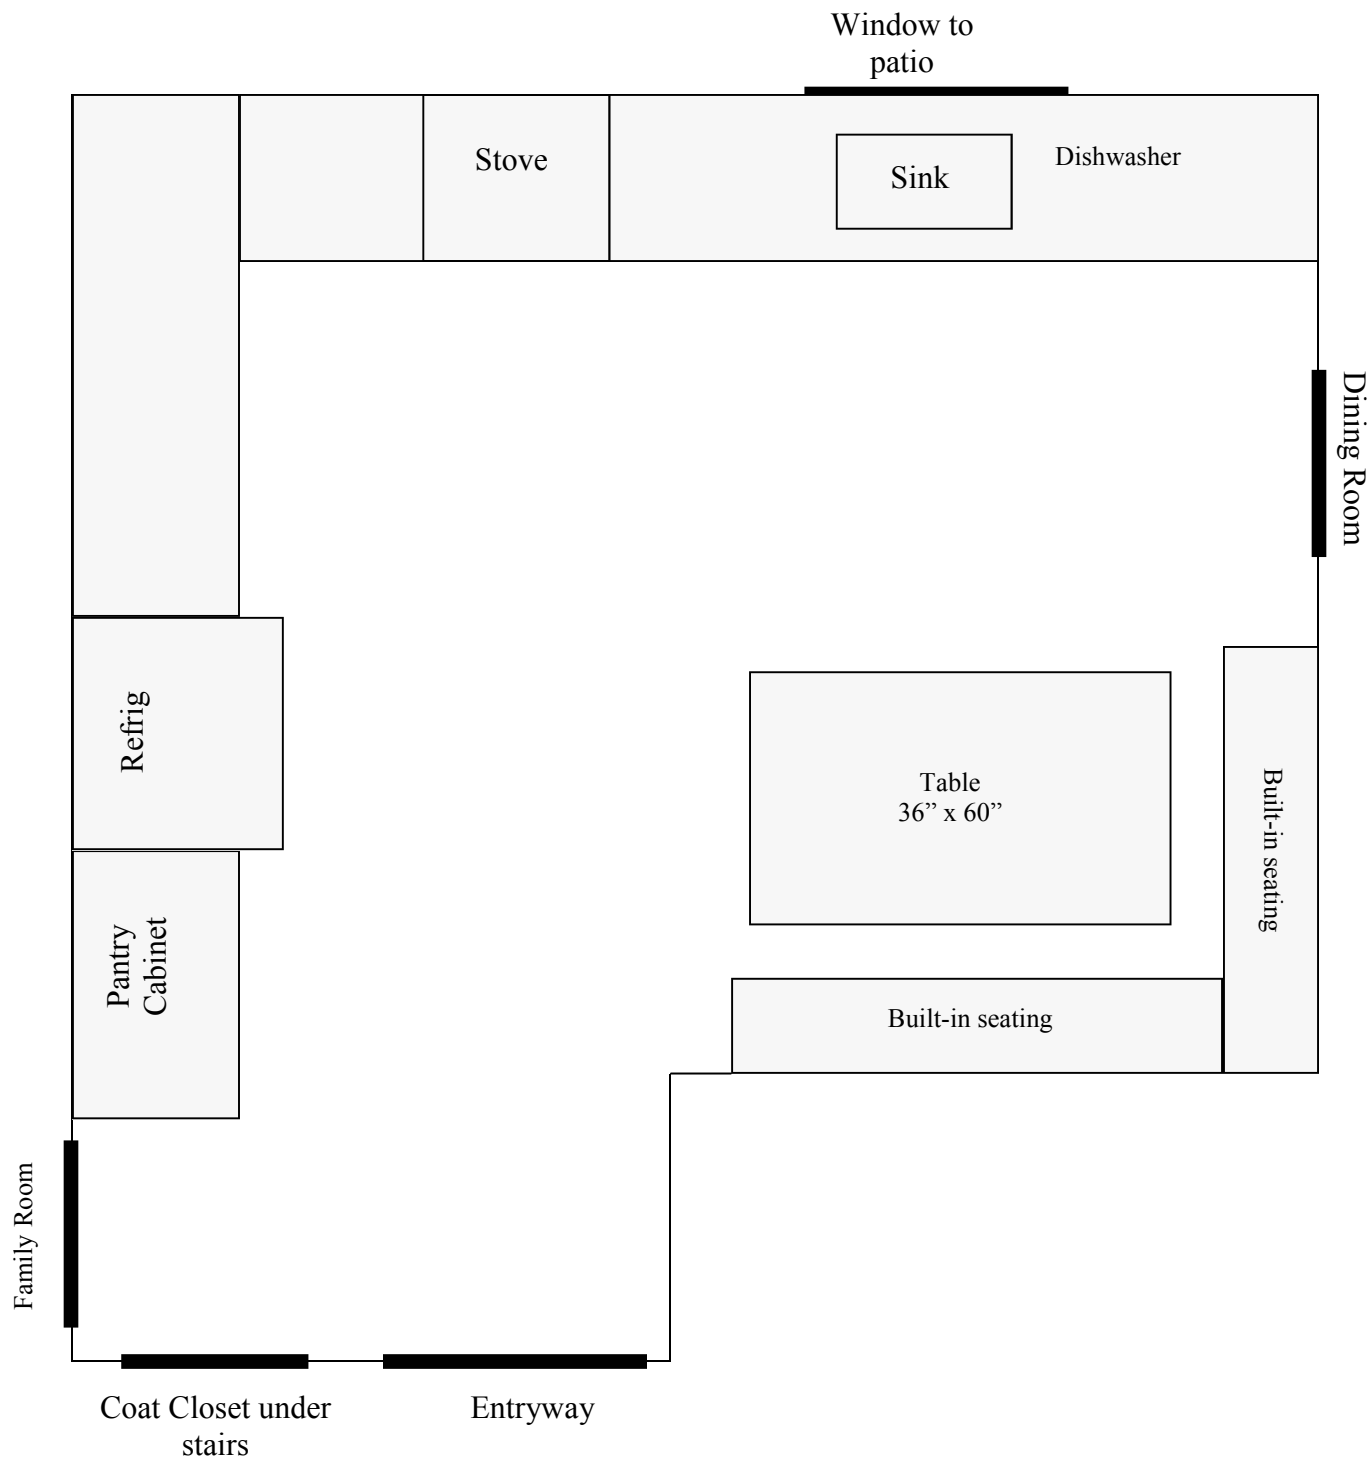 Window to
patio
Stove
Sink
Dishwasher
Dining Room
Refrig
Table
36” x 60”
Built-in seating
Pantry
Cabinet
Built-in seating
Family Room
Coat Closet under
stairs
Entryway